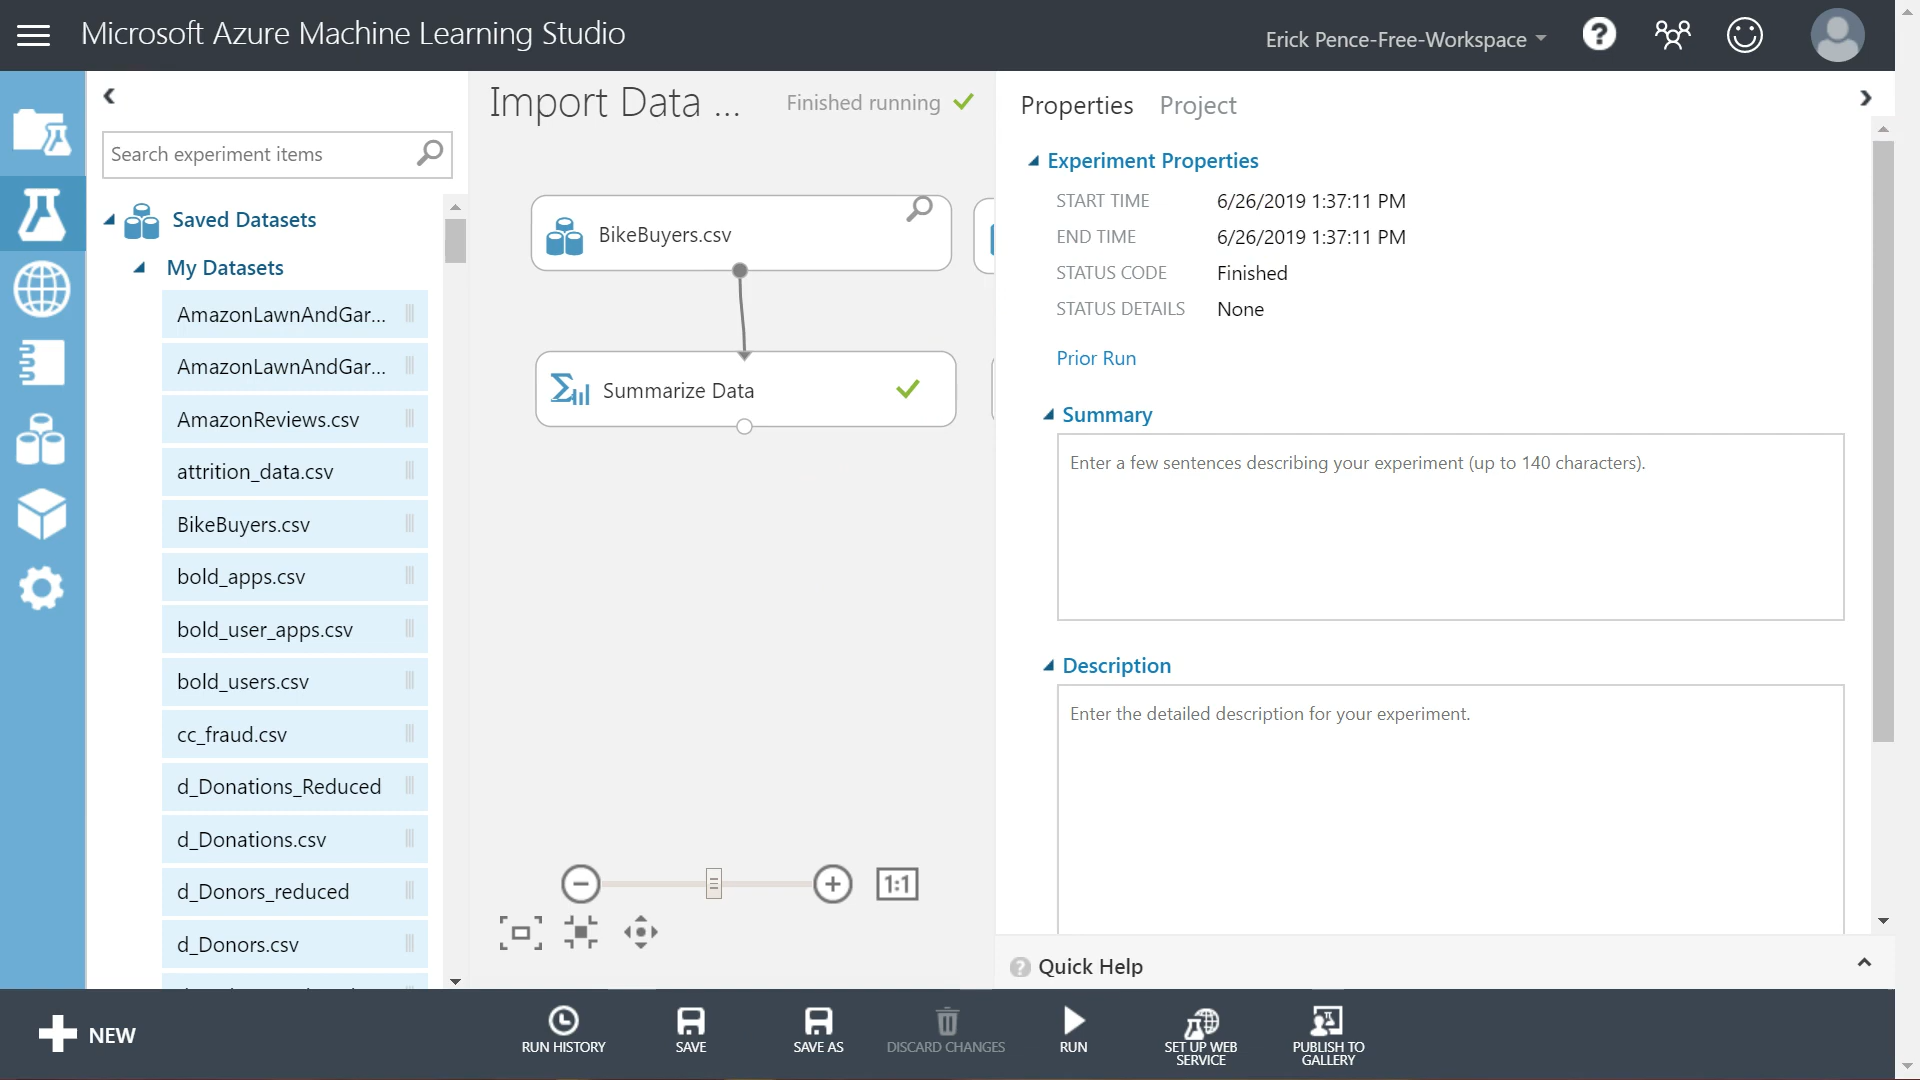 Microsoft Azure Machine Learning Studio
Erick Pence-Free-Workspace
Search experiment items
Saved Datasets
My Datasets
AmazonLawnAndGar...
AmazonLawnAndGar...
AmazonReviews.csv
attrition_data.csv
BikeBuyers.csv
bold_apps.csv
bold_user_apps.csv
bold_users.csv
cc_fraud.csv
d_Donations_Reduced
d_Donations.csv
d_Donors_reduced
d_Donors.csv
Import Data ...
Finished running
BikeBuyers.csv
Summarize Data
1:1
Properties Project
Experiment Properties
START TIME 6/26/2019 1:37:11 PM
END TIME 6/26/2019 1:37:11 PM
STATUS CODE Finished
STATUS DETAILS None
Prior Run
Summary
Enter a few sentences describing your experiment (up to 140 characters).
Description
Enter the detailed description for your experiment.
Quick Help
NEW
RUN HISTORY
SAVE
SAVE AS
DISCARD CHANGES
RUN
SET UP WEB
SERVICE
PUBLISH TO
GALLERY